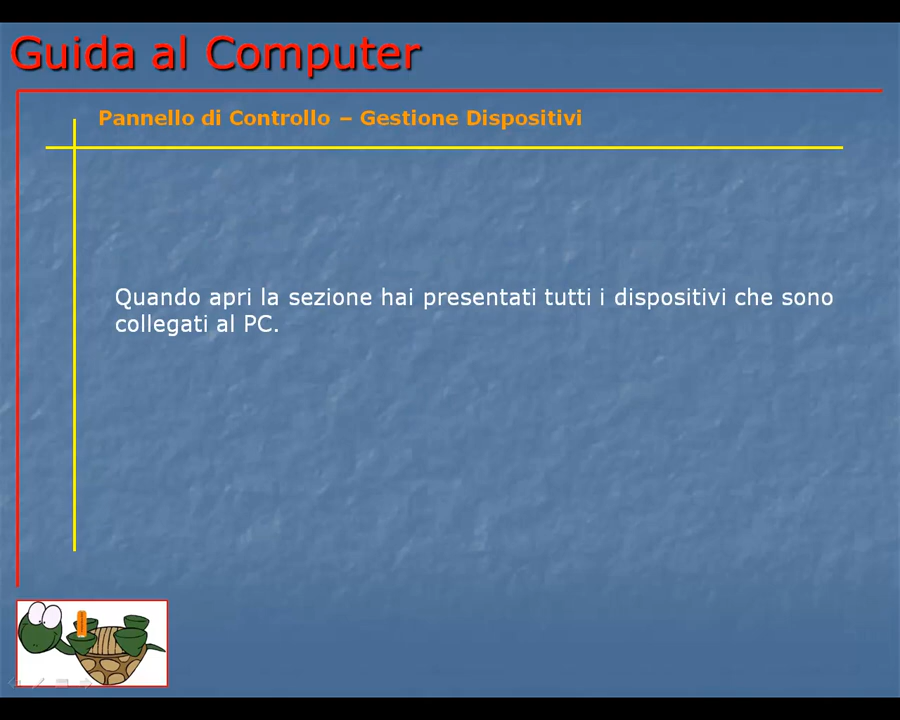 Guida al Computer
Pannello di Controllo – Gestione Dispositivi
Quando apri la sezione hai presentati tutti i dispositivi che sono
collegati al PC.